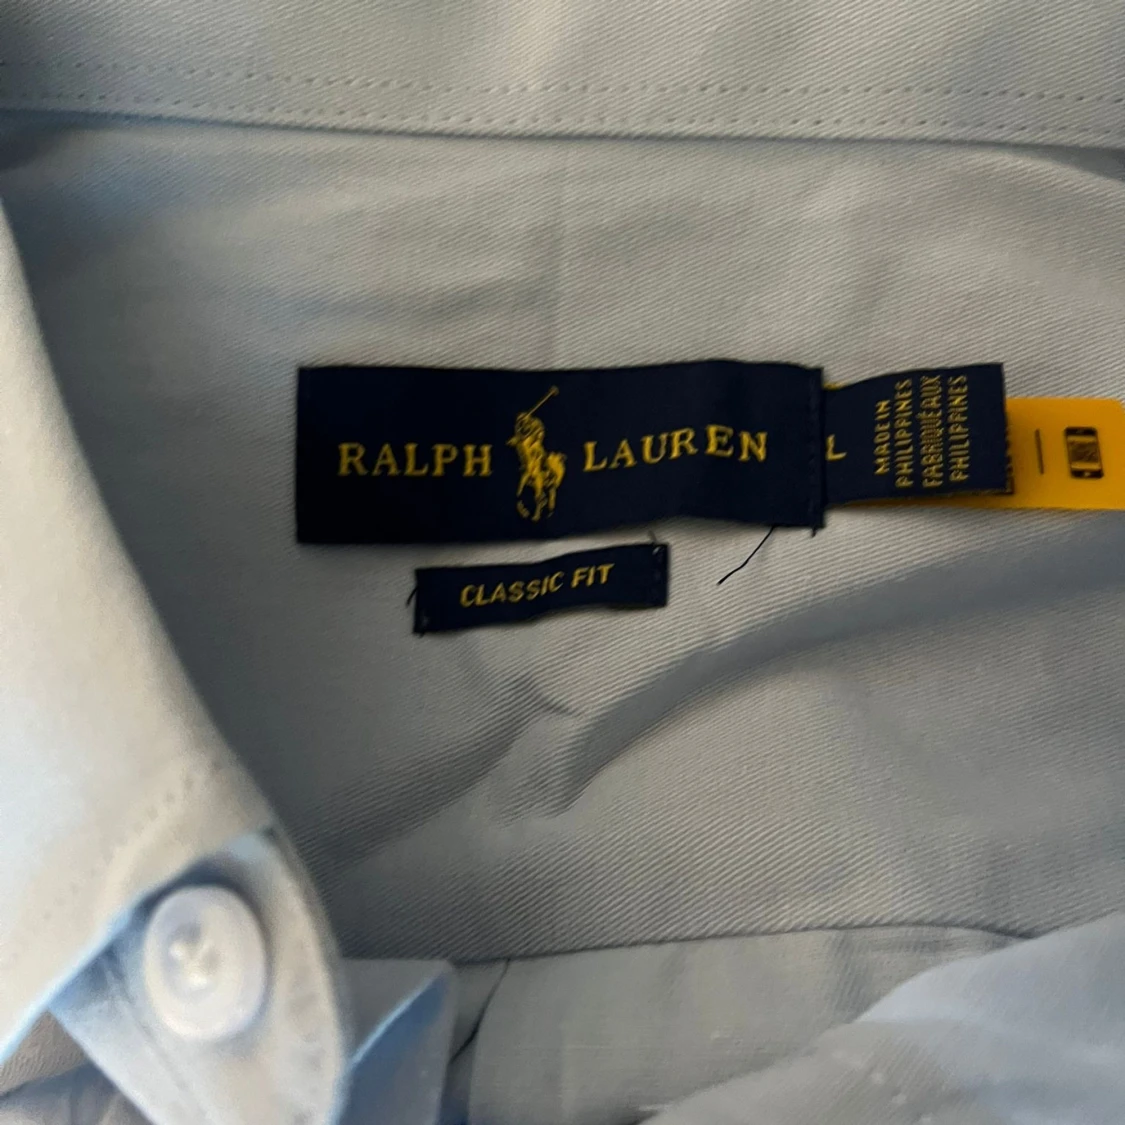 RALPH LAUREN
CLASSIC FIT
L
MADE IN
PHILIPPINES
FABRIQUÉ AUX
PHILIPPINES